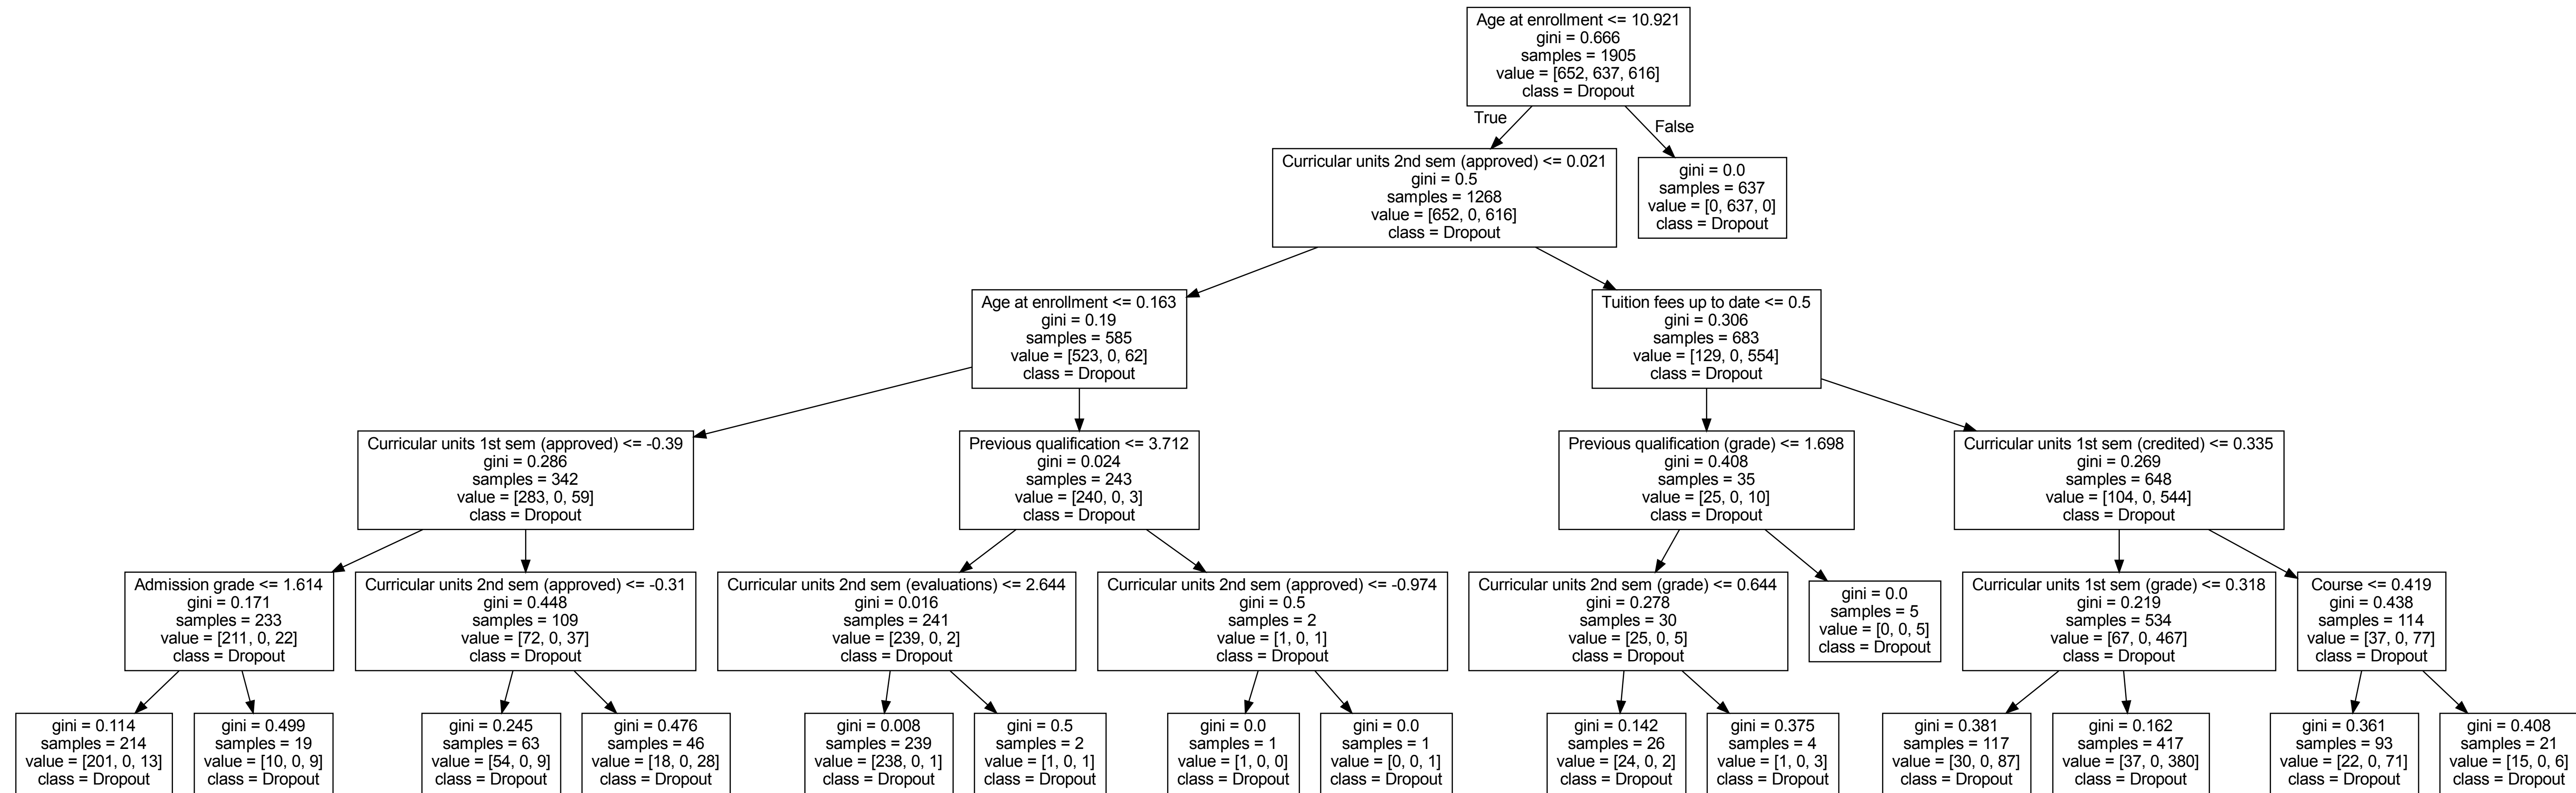 Age at enrollment <= 10.921
gini = 0.666
samples = 1905
value = [652, 637, 616]
class = Dropout
True
False
Curricular units 2nd sem (approved) <= 0.021
gini = 0.5
samples = 1268
value = [652, 0, 616]
class = Dropout
gini = 0.0
samples = 637
value = [0, 637, 0]
class = Dropout
Age at enrollment <= 0.163
gini = 0.19
samples = 585
value = [523, 0, 62]
class = Dropout
Tuition fees up to date <= 0.5
gini = 0.306
samples = 683
value = [129, 0, 554]
class = Dropout
Curricular units 1st sem (approved) <= -0.39
gini = 0.286
samples = 342
value = [283, 0, 59]
class = Dropout
Previous qualification <= 3.712
gini = 0.024
samples = 243
value = [240, 0, 3]
class = Dropout
Previous qualification (grade) <= 1.698
gini = 0.408
samples = 35
value = [25, 0, 10]
class = Dropout
Curricular units 1st sem (credited) <= 0.335
gini = 0.269
samples = 648
value = [104, 0, 544]
class = Dropout
Admission grade <= 1.614
gini = 0.171
samples = 233
value = [211, 0, 22]
class = Dropout
Curricular units 2nd sem (approved) <= -0.31
gini = 0.448
samples = 109
value = [72, 0, 37]
class = Dropout
Curricular units 2nd sem (evaluations) <= 2.644
gini = 0.016
samples = 241
value = [239, 0, 2]
class = Dropout
Curricular units 2nd sem (approved) <= -0.974
gini = 0.5
samples = 2
value = [1, 0, 1]
class = Dropout
Curricular units 2nd sem (grade) <= 0.644
gini = 0.278
samples = 30
value = [25, 0, 5]
class = Dropout
gini = 0.0
samples = 5
value = [0, 0, 5]
class = Dropout
Curricular units 1st sem (grade) <= 0.318
gini = 0.219
samples = 534
value = [67, 0, 467]
class = Dropout
Course <= 0.419
gini = 0.438
samples = 114
value = [37, 0, 77]
class = Dropout
gini = 0.114
samples = 214
value = [201, 0, 13]
class = Dropout
gini = 0.499
samples = 19
value = [10, 0, 9]
class = Dropout
gini = 0.245
samples = 63
value = [54, 0, 9]
class = Dropout
gini = 0.476
samples = 46
value = [18, 0, 28]
class = Dropout
gini = 0.008
samples = 239
value = [238, 0, 1]
class = Dropout
gini = 0.5
samples = 2
value = [1, 0, 1]
class = Dropout
gini = 0.0
samples = 1
value = [1, 0, 0]
class = Dropout
gini = 0.0
samples = 1
value = [0, 0, 1]
class = Dropout
gini = 0.142
samples = 26
value = [24, 0, 2]
class = Dropout
gini = 0.375
samples = 4
value = [1, 0, 3]
class = Dropout
gini = 0.381
samples = 117
value = [30, 0, 87]
class = Dropout
gini = 0.162
samples = 417
value = [37, 0, 380]
class = Dropout
gini = 0.361
samples = 93
value = [22, 0, 71]
class = Dropout
gini = 0.408
samples = 21
value = [15, 0, 6]
class = Dropout